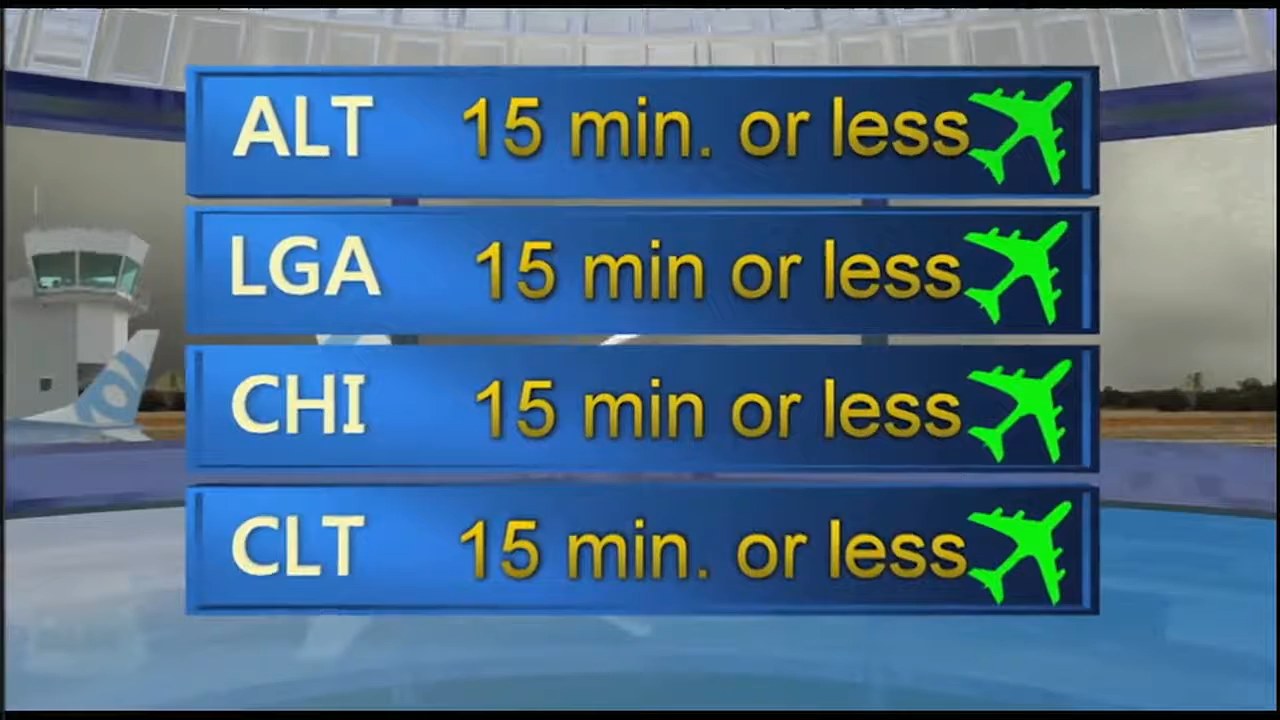 ALT 15 min. or less
LGA 15 min or less
CHI 15 min or less
CLT 15 min. or less